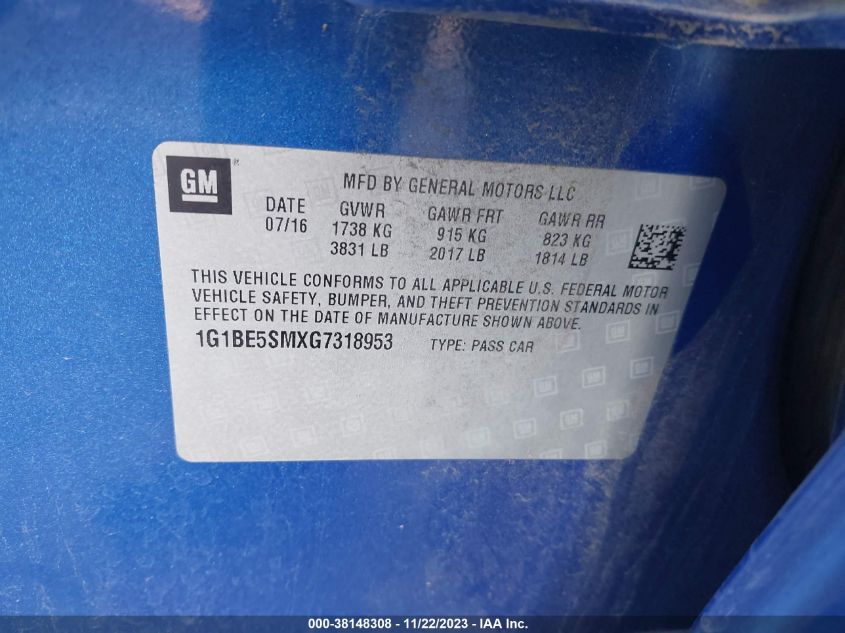 GM
MFD BY GENERAL MOTORS LLC
DATE GVWR GAWR FRT GAWR RR
07/16 1738 KG 915 KG 823 KG
3831 LB 2017 LB 1814 LB
THIS VEHICLE CONFORMS TO ALL APPLICABLE U.S. FEDERAL MOTOR
VEHICLE SAFETY, BUMPER, AND THEFT PREVENTION STANDARDS IN
EFFECT ON THE DATE OF MANUFACTURE SHOWN ABOVE.
1G1BE5SMXG7318953 TYPE: PASS CAR
000-38148308 - 11/22/2023 - IAA Inc.